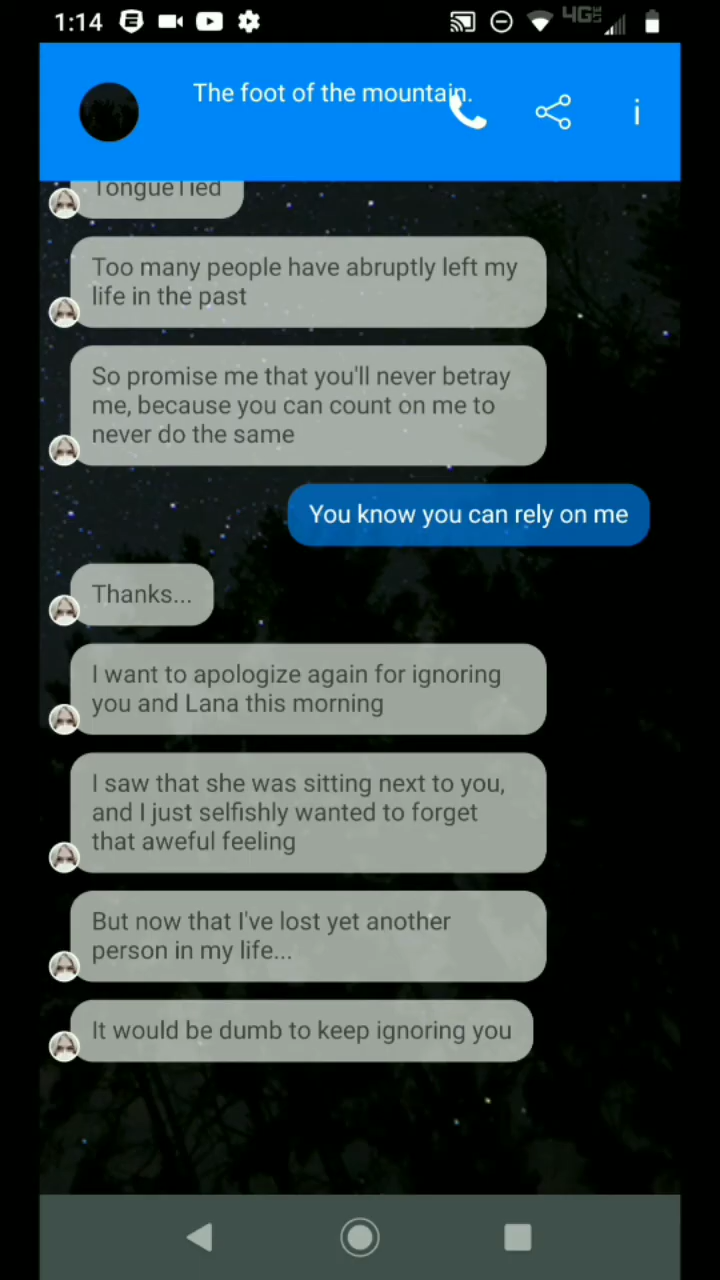 1:14
4G LTE
The foot of the mountain.
TongueTied
Too many people have abruptly left my
life in the past
So promise me that you'll never betray
me, because you can count on me to
never do the same
You know you can rely on me
Thanks...
I want to apologize again for ignoring
you and Lana this morning
I saw that she was sitting next to you,
and I just selfishly wanted to forget
that aweful feeling
But now that I've lost yet another
person in my life...
It would be dumb to keep ignoring you